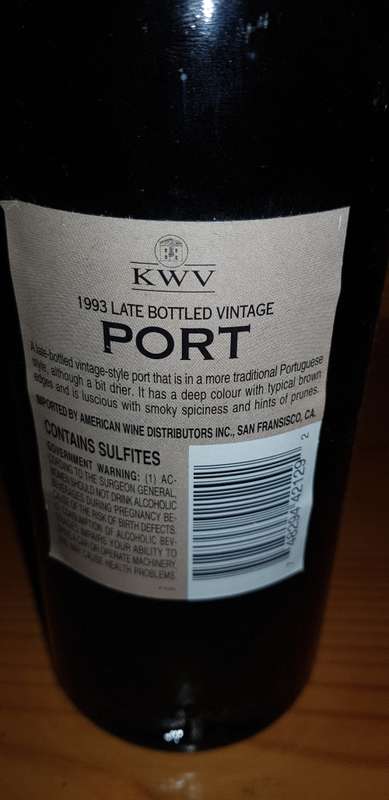 KWV
1993 LATE BOTTLED VINTAGE
PORT
A late-bottled vintage-style port that is in a more traditional Portuguese
style, although a bit drier. It has a deep colour with typical brown
edges and is luscious with smoky spiciness and hints of prunes.
IMPORTED BY AMERICAN WINE DISTRIBUTORS INC., SAN FRANSISCO, CA.
CONTAINS SULFITES
GOVERNMENT WARNING: (1) AC-
CORDING TO THE SURGEON GENERAL,
WOMEN SHOULD NOT DRINK ALCOHOLIC
BEVERAGES DURING PREGNANCY BE-
CAUSE OF THE RISK OF BIRTH DEFECTS.
CONSUMPTION OF ALCOHOLIC BEV-
ERAGES IMPAIRS YOUR ABILITY TO
A CAR OR OPERATE MACHINERY,
MAY CAUSE HEALTH PROBLEMS.
7 48294 42129 2